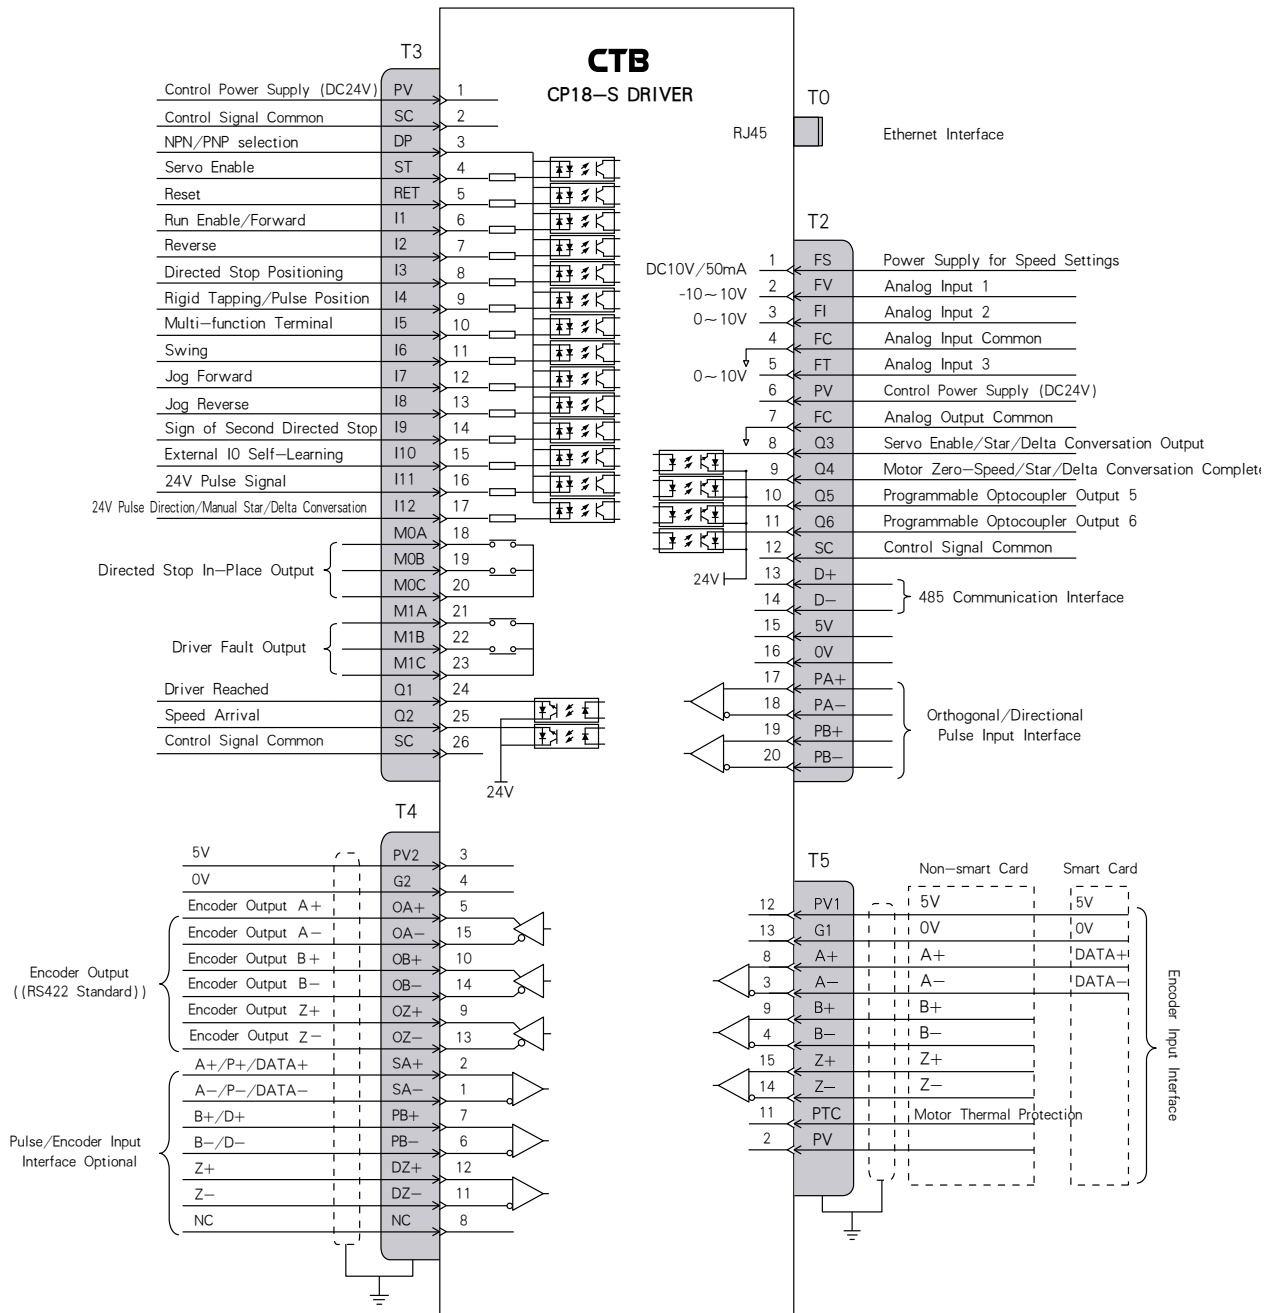 CTB
CP18-S DRIVER
T3
Control Power Supply (DC24V) PV 1
Control Signal Common SC 2
NPN/PNP selection DP 3
Servo Enable ST 4
Reset RET 5
Run Enable/Forward I1 6
Reverse I2 7
Directed Stop Positioning I3 8
Rigid Tapping/Pulse Position I4 9
Multi-function Terminal I5 10
Swing I6 11
Jog Forward I7 12
Jog Reverse I8 13
Sign of Second Directed Stop I9 14
External IO Self-Learning I10 15
24V Pulse Signal I11 16
24V Pulse Direction/Manual Star/Delta Conversation I12 17
M0A 18
M0B 19
Directed Stop In-Place Output
M0C 20
M1A 21
M1B 22
Driver Fault Output
M1C 23
Driver Reached Q1 24
Speed Arrival Q2 25
Control Signal Common SC 26
24V
T0
RJ45 Ethernet Interface
T2
DC10V/50mA 1 FS Power Supply for Speed Settings
-10~10V 2 FV Analog Input 1
0~10V 3 FI Analog Input 2
4 FC Analog Input Common
0~10V 5 FT Analog Input 3
6 PV Control Power Supply (DC24V)
7 FC Analog Output Common
8 Q3 Servo Enable/Star/Delta Conversation Output
9 Q4 Motor Zero-Speed/Star/Delta Conversation Complete
10 Q5 Programmable Optocoupler Output 5
11 Q6 Programmable Optocoupler Output 6
12 SC Control Signal Common
24V
13 D+
14 D-
485 Communication Interface
15 5V
16 0V
17 PA+
18 PA-
19 PB+
20 PB-
Orthogonal/Directional
Pulse Input Interface
T4
5V PV2 3
0V G2 4
Encoder Output A+ OA+ 5
Encoder Output A- OA- 15
Encoder Output B+ OB+ 10
Encoder Output B- OB- 14
Encoder Output Z+ OZ+ 9
Encoder Output Z- OZ- 13
Encoder Output
((RS422 Standard))
A+/P+/DATA+ SA+ 2
A-/P-/DATA- SA- 1
B+/D+ PB+ 7
B-/D- PB- 6
Z+ DZ+ 12
Z- DZ- 11
NC NC 8
Pulse/Encoder Input
Interface Optional
T5
Non-smart Card Smart Card
12 PV1 5V 5V
13 G1 0V 0V
8 A+ A+ DATA+
3 A- A- DATA-
9 B+ B+
4 B- B-
15 Z+ Z+
14 Z- Z-
11 PTC Motor Thermal Protection
2 PV
Encoder Input Interface